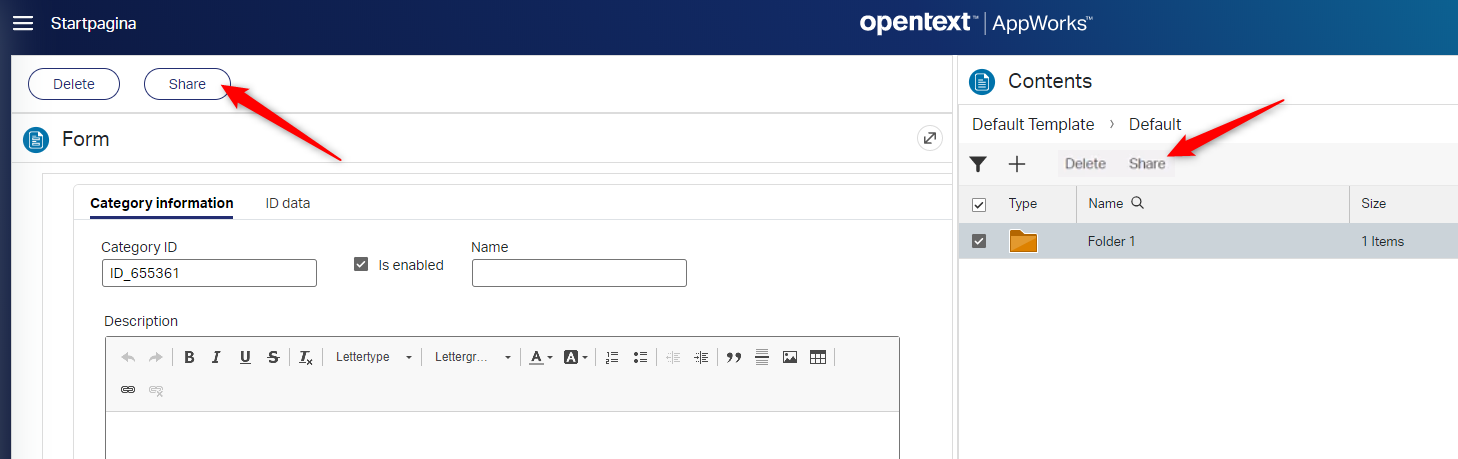 Startpagina
opentext™ | AppWorks™
Delete Share
Form
Category information ID data
Category ID
ID_655361
Is enabled
Name
Description
B I U S Tx Lettertype Lettergr... A A
Contents
Default Template › Default
Delete Share
Type Name Size
Folder 1 1 Items